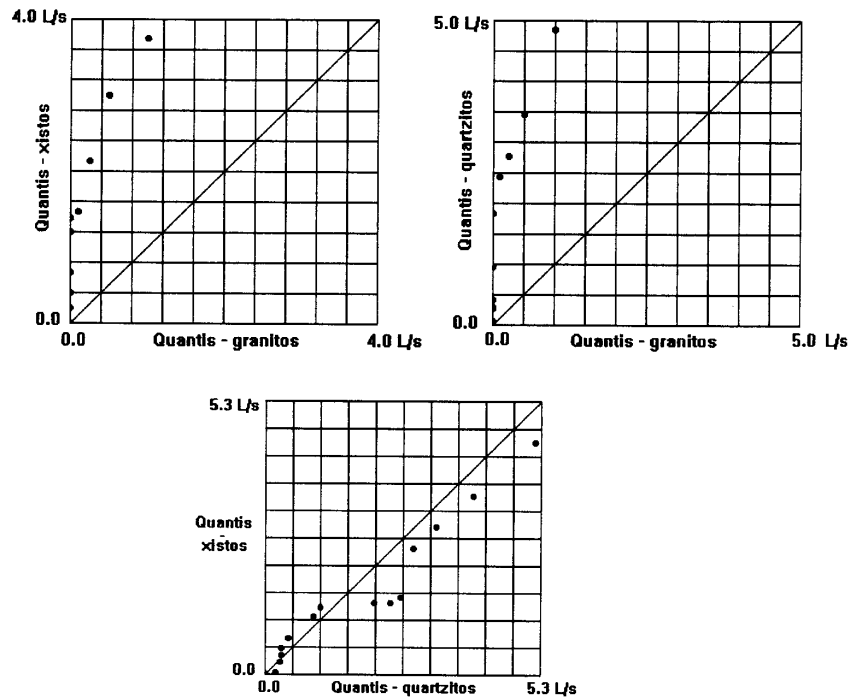 4.0 L/s
Quantis - xistos
0.0
0.0
Quantis - granitos
4.0 L/s
5.0 L/s
Quantis - quartzitos
0.0
0.0
Quantis - granitos
5.0 L/s
5.3 L/s
Quantis
-
xistos
0.0
0.0
Quantis - quartzitos
5.3 L/s